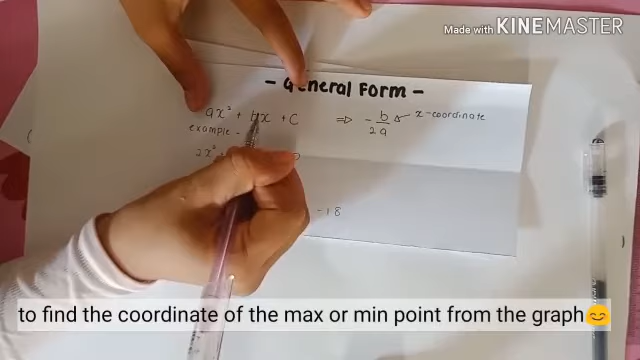 Made with KINEMASTER
- General Form -
ax² + bx + C ⇒ - b/2a x-coordinate
example -
2x²
-18
to find the coordinate of the max or min point from the graph😊